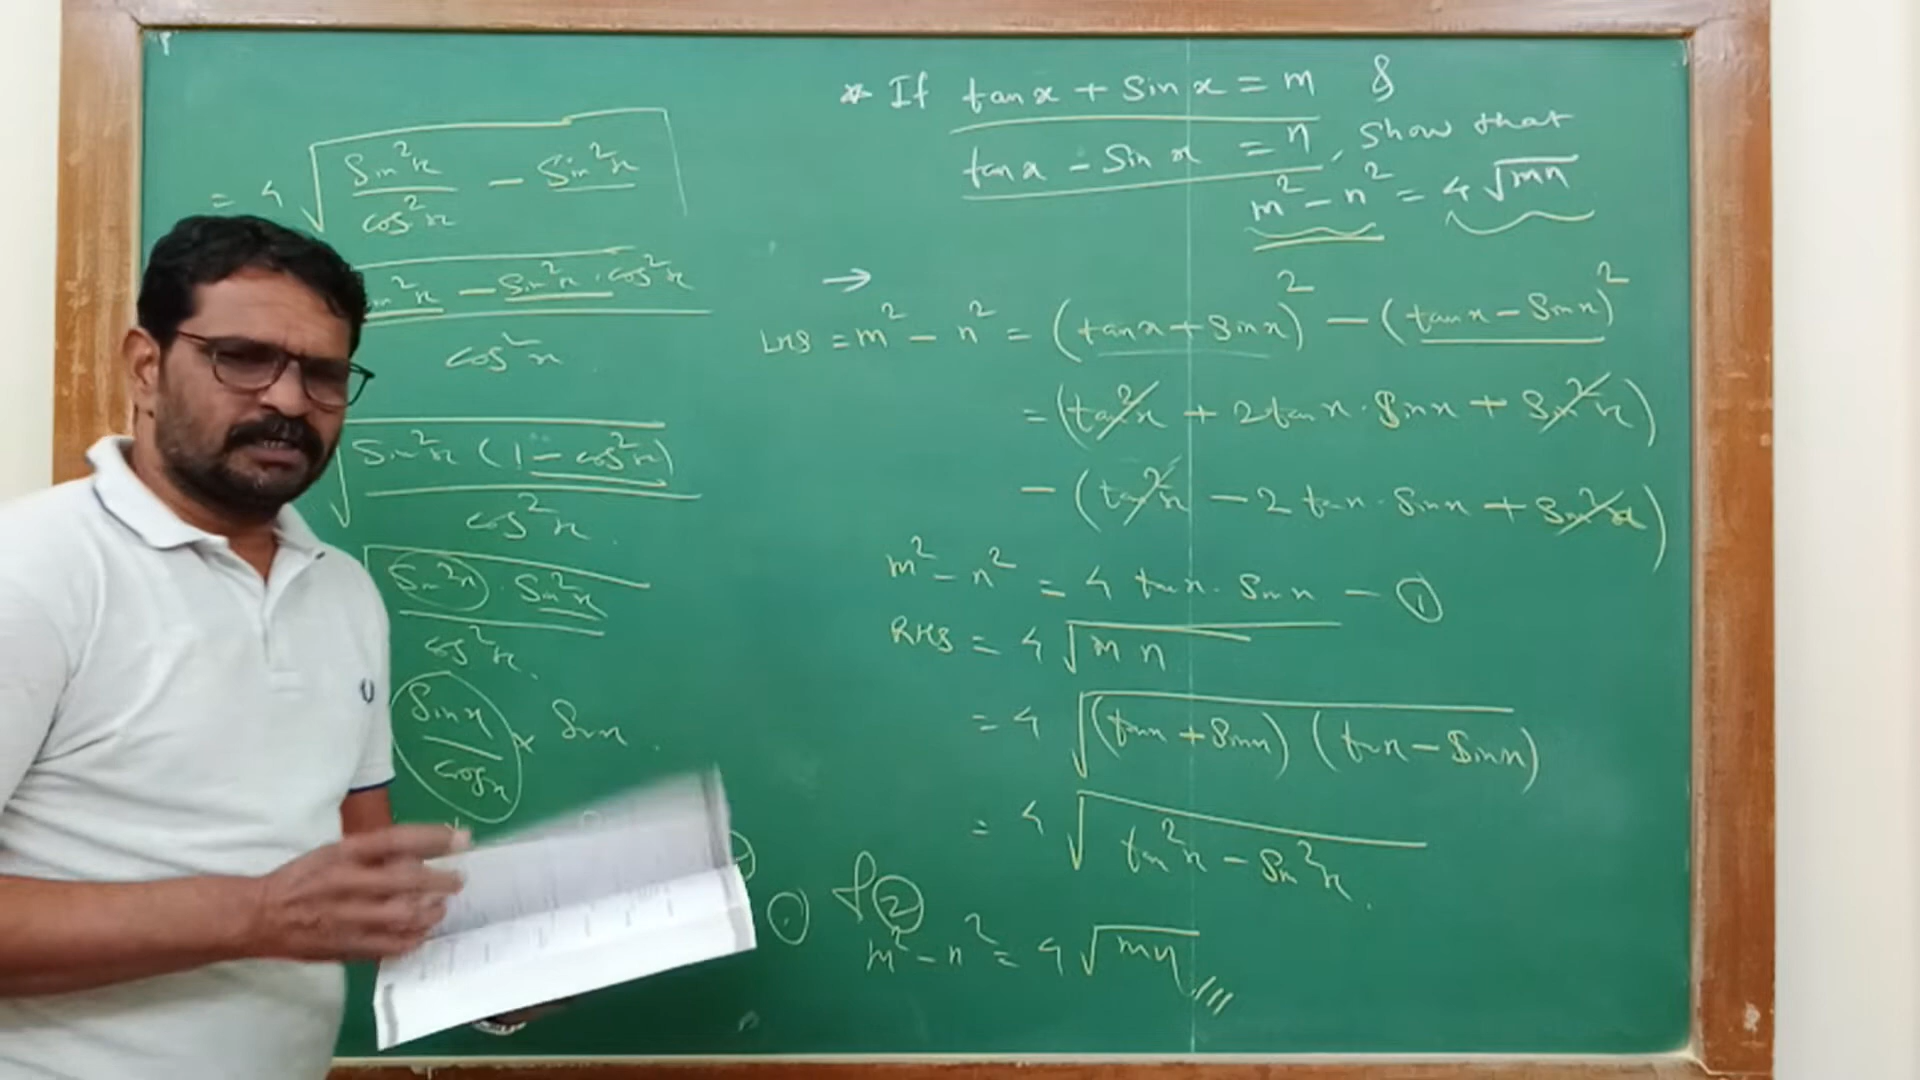 * If tan x + Sin x = m &
tan x - Sin x = n, Show that
m² - n² = 4 √mn
→
LHS = m² - n² = (tan x + Sin x)² - (tan x - Sin x)²
= (tan²x + 2 tan x · Sin x + Sin²x)
- (tan²x - 2 tan x · Sin x + Sin²x)
m² - n² = 4 tan x · Sin x - ①
RHS = 4 √m n
= 4 √(tan x + Sin x) (tan x - Sin x)
= 4 √tan²x - Sin²x
= 4 √Sin²x/cos²x - Sin²x
Sin²x - Sin²x · cos²x
cos²x
√Sin²x (1 - cos²x)
cos²x
Sin²x · Sin²x
cos²x
Sin x/cos x × Sin x
① & ②
m² - n² = 4 √mn